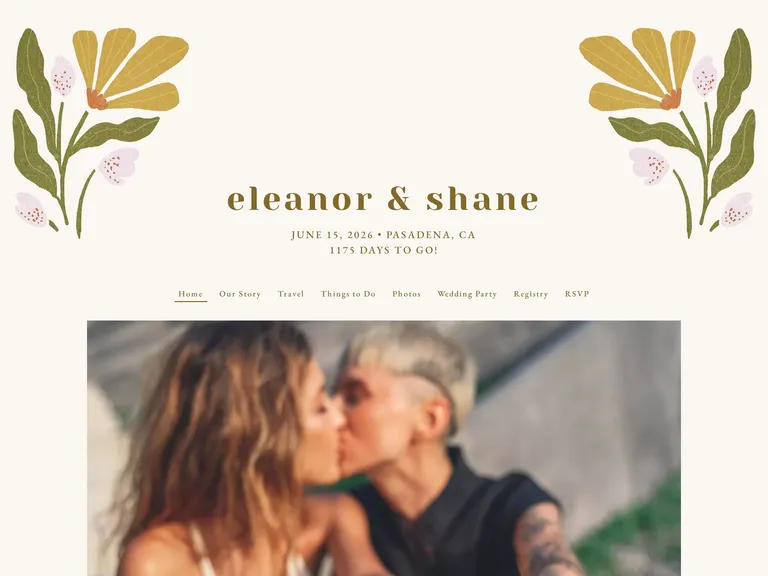 eleanor & shane
JUNE 15, 2026 • PASADENA, CA
1175 DAYS TO GO!
Home Our Story Travel Things to Do Photos Wedding Party Registry RSVP